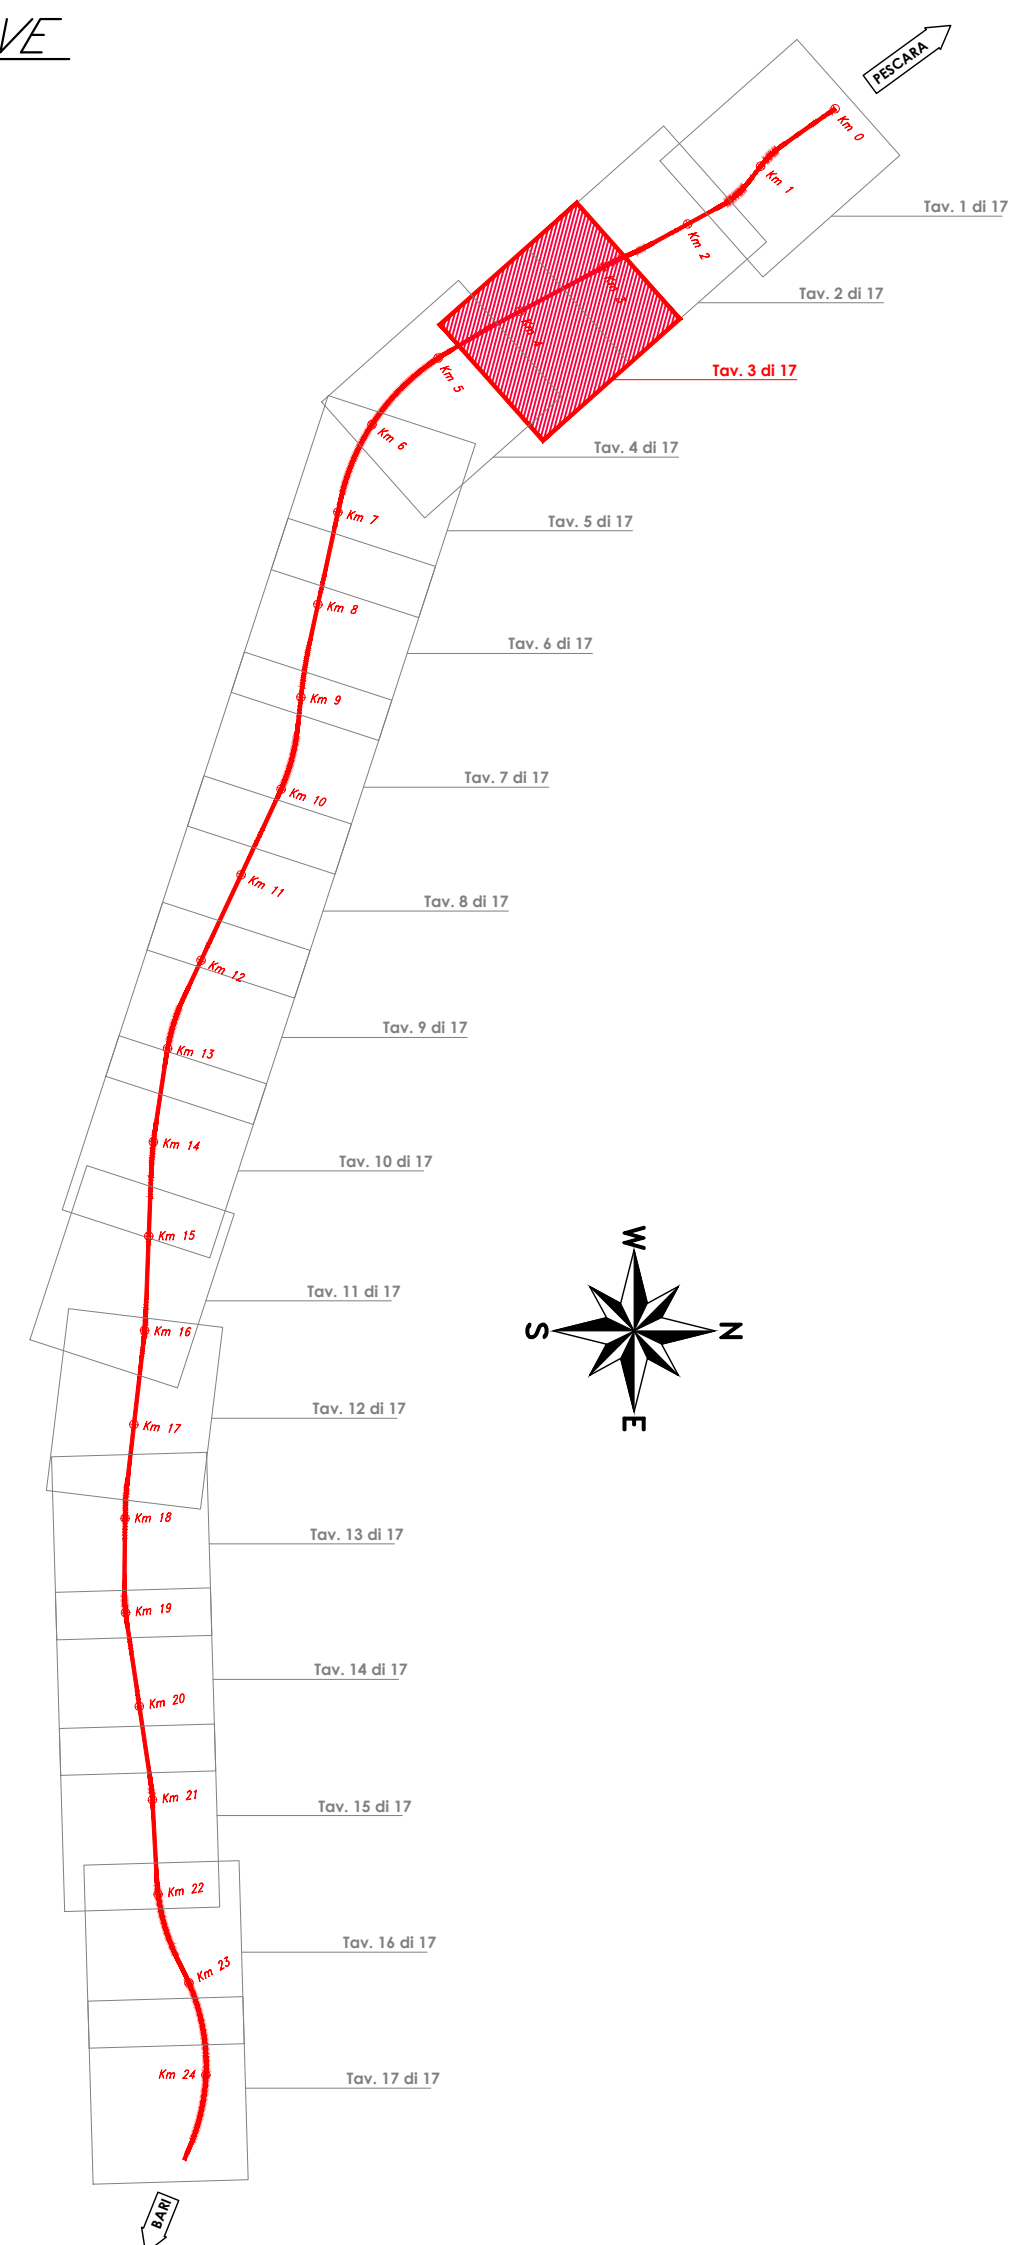 VE
PESCARA
Km 0
Km 1
Tav. 1 di 17
Km 2
Tav. 2 di 17
Km 3
Km 4
Tav. 3 di 17
Km 5
Km 6
Tav. 4 di 17
Km 7
Tav. 5 di 17
Km 8
Tav. 6 di 17
Km 9
Tav. 7 di 17
Km 10
Km 11
Tav. 8 di 17
Km 12
Tav. 9 di 17
Km 13
Km 14
Tav. 10 di 17
Km 15
W
Tav. 11 di 17
Km 16
S
N
Tav. 12 di 17
Km 17
E
Km 18
Tav. 13 di 17
Km 19
Tav. 14 di 17
Km 20
Km 21
Tav. 15 di 17
Km 22
Tav. 16 di 17
Km 23
Km 24
Tav. 17 di 17
BARI